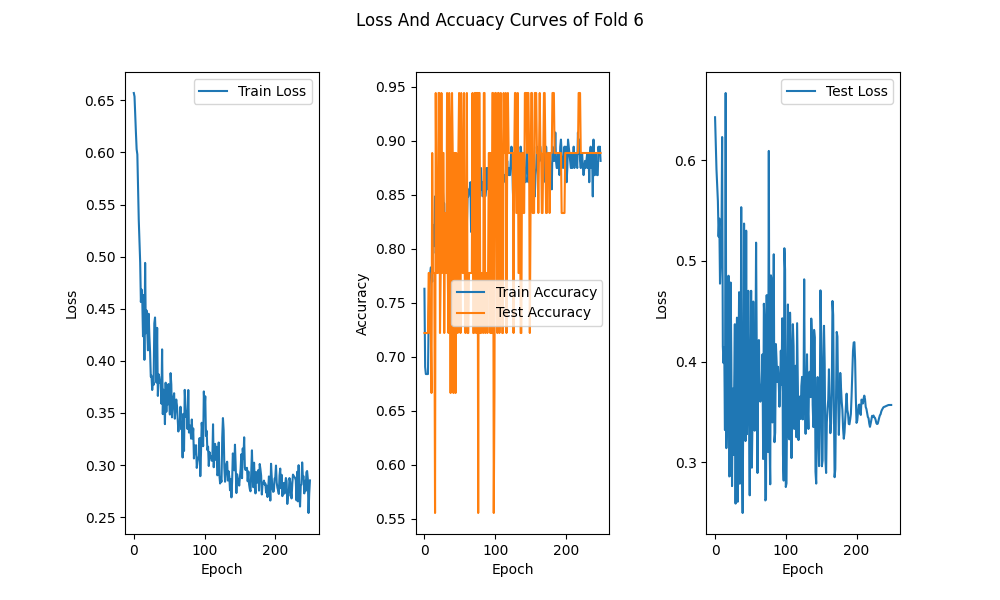 Loss And Accuacy Curves of Fold 6
Train Loss
0.65
0.60
0.55
0.50
0.45
0.40
0.35
0.30
0.25
Loss
0
100
200
Epoch
Train Accuracy
Test Accuracy
0.95
0.90
0.85
0.80
0.75
0.70
0.65
0.60
0.55
Accuracy
0
100
200
Epoch
Test Loss
0.6
0.5
0.4
0.3
Loss
0
100
200
Epoch